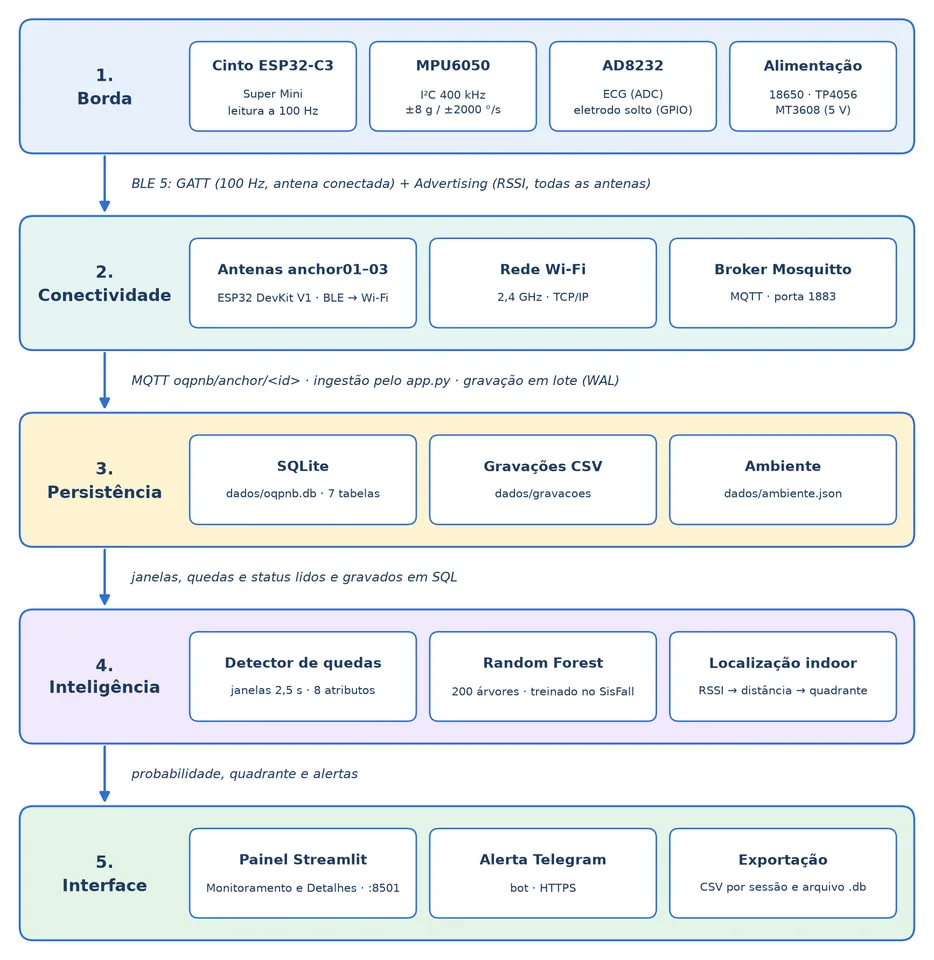 1.
Borda
Cinto ESP32-C3
Super Mini
leitura a 100 Hz
MPU6050
I²C 400 kHz
±8 g / ±2000 °/s
AD8232
ECG (ADC)
eletrodo solto (GPIO)
Alimentação
18650 · TP4056
MT3608 (5 V)
BLE 5: GATT (100 Hz, antena conectada) + Advertising (RSSI, todas as antenas)
2.
Conectividade
Antenas anchor01–03
ESP32 DevKit V1 · BLE → Wi-Fi
Rede Wi-Fi
2,4 GHz · TCP/IP
Broker Mosquitto
MQTT · porta 1883
MQTT oqpnb/anchor/<id> · ingestão pelo app.py · gravação em lote (WAL)
3.
Persistência
SQLite
dados/oqpnb.db · 7 tabelas
Gravações CSV
dados/gravacoes
Ambiente
dados/ambiente.json
janelas, quedas e status lidos e gravados em SQL
4.
Inteligência
Detector de quedas
janelas 2,5 s · 8 atributos
Random Forest
200 árvores · treinado no SisFall
Localização indoor
RSSI → distância → quadrante
probabilidade, quadrante e alertas
5.
Interface
Painel Streamlit
Monitoramento e Detalhes · :8501
Alerta Telegram
bot · HTTPS
Exportação
CSV por sessão e arquivo .db